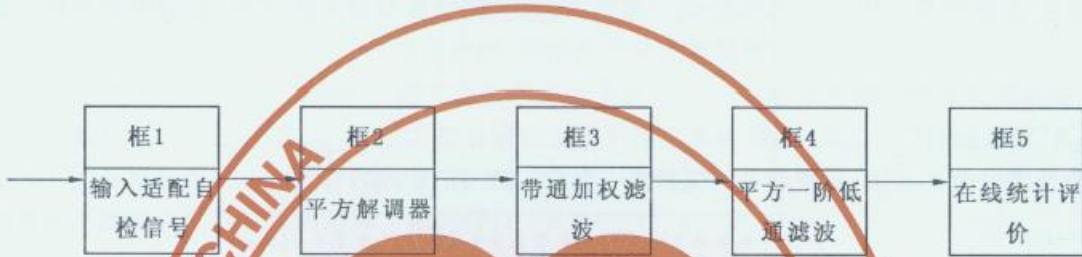 框1
输入适配自
检信号
框2
平方解调器
框3
带通加权滤
波
框4
平方一阶低
通滤波
框5
在线统计评
价
CHINA